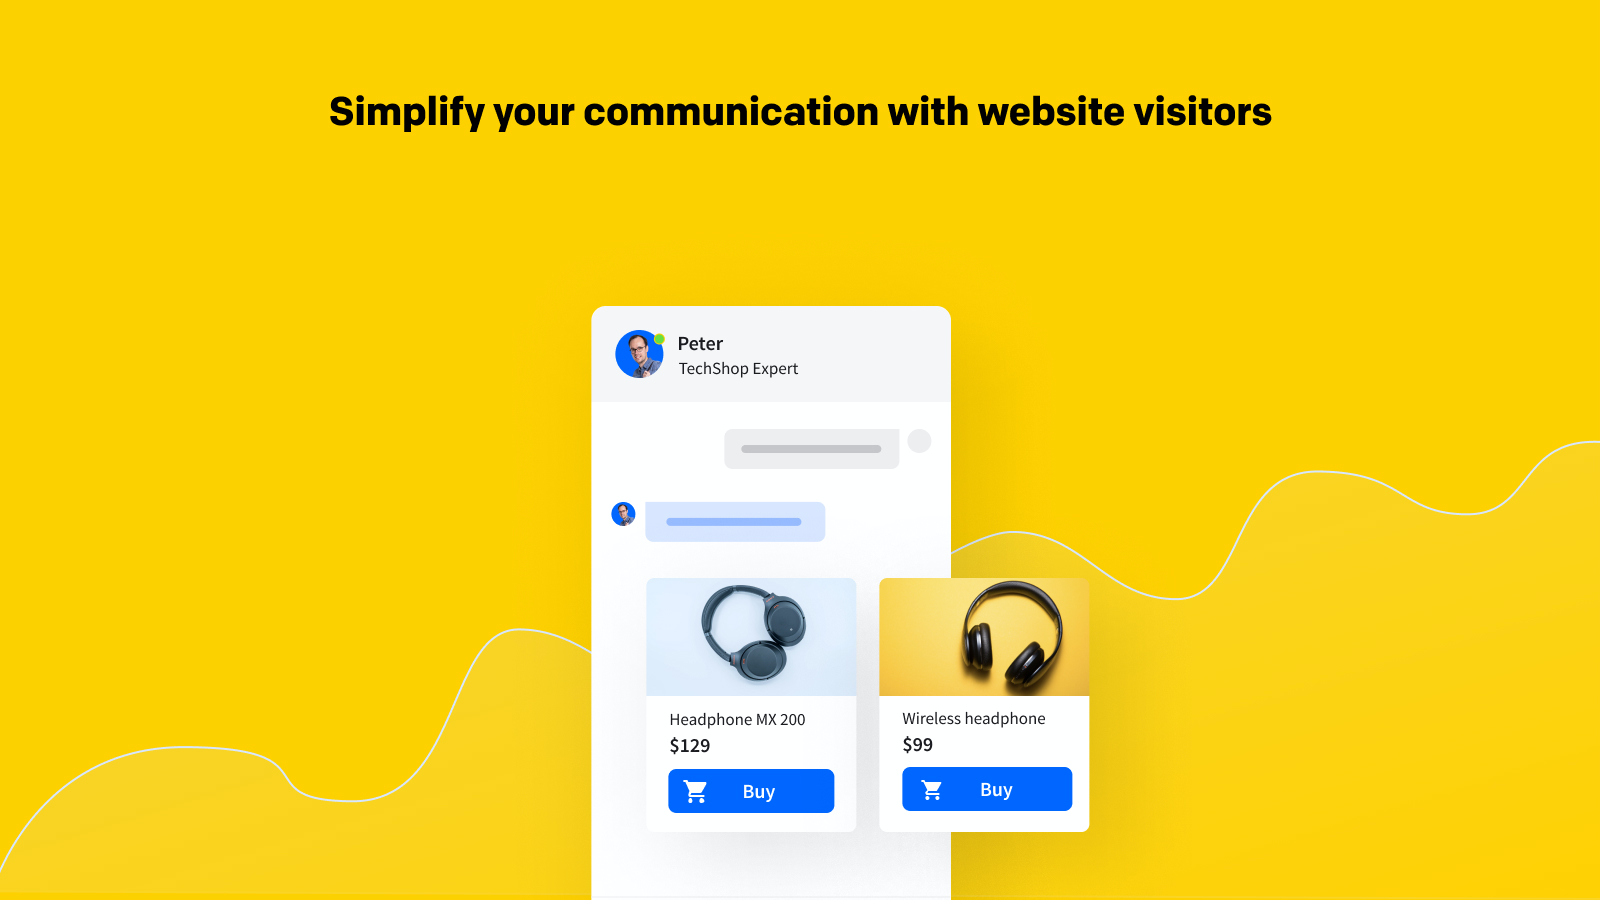 Simplify your communication with website visitors
Peter
TechShop Expert
Headphone MX 200
$129
Buy
Wireless headphone
$99
Buy